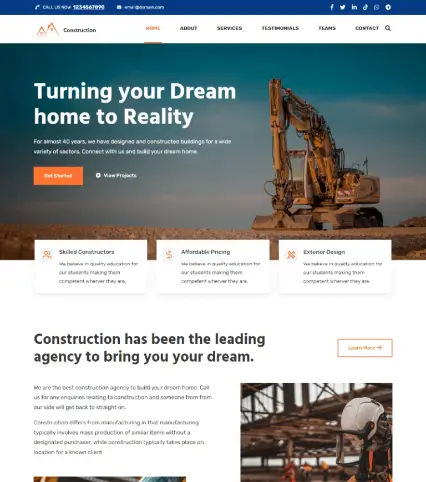 CALL US NOW 1234567890
email@domain.com
Construction
HOME ABOUT SERVICES TESTIMONIALS TEAMS CONTACT
Turning your Dream
home to Reality
For almost 40 years, we have designed and constructed buildings for a wide
variety of sectors. Connect with us and build your dream home.
Get Started
View Projects
Skilled Constructors
We believe in quality education for
our students making them
competent wherver they are.
Affordable Pricing
We believe in quality education for
our students making them
competent wherver they are.
Exterior Design
We believe in quality education for
our students making them
competent wherver they are.
Construction has been the leading
agency to bring you your dream.
Learn More
We are the best construction agency to build your dream home. Call
us for any enquiries relating to construction and someone from from
our side will get back to straight on.
Construction differs from manufacturing in that manufacturing
typically involves mass production of similar items without a
designated purchaser, while construction typically takes place on
location for a known client